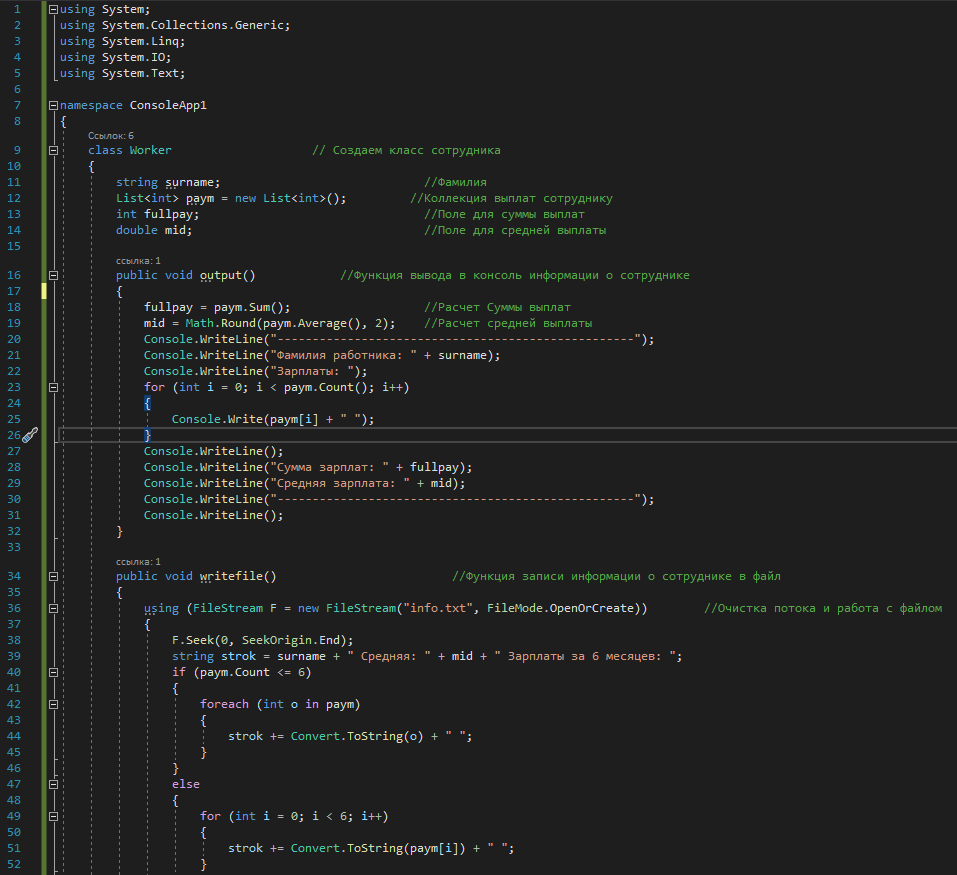 1 using System;
2 using System.Collections.Generic;
3 using System.Linq;
4 using System.IO;
5 using System.Text;
6
7 namespace ConsoleApp1
8 {
Ссылок: 6
9 class Worker // Создаем класс сотрудника
10 {
11 string surname; //Фамилия
12 List<int> paym = new List<int>(); //Коллекция выплат сотруднику
13 int fullpay; //Поле для суммы выплат
14 double mid; //Поле для средней выплаты
15
ссылка: 1
16 public void output() //Функция вывода в консоль информации о сотруднике
17 {
18 fullpay = paym.Sum(); //Расчет Суммы выплат
19 mid = Math.Round(paym.Average(), 2); //Расчет средней выплаты
20 Console.WriteLine("---------------------------------------------------");
21 Console.WriteLine("Фамилия работника: " + surname);
22 Console.WriteLine("Зарплаты: ");
23 for (int i = 0; i < paym.Count(); i++)
24 {
25 Console.Write(paym[i] + " ");
26 }
27 Console.WriteLine();
28 Console.WriteLine("Сумма зарплат: " + fullpay);
29 Console.WriteLine("Средняя зарплата: " + mid);
30 Console.WriteLine("---------------------------------------------------");
31 Console.WriteLine();
32 }
33
ссылка: 1
34 public void writefile() //Функция записи информации о сотруднике в файл
35 {
36 using (FileStream F = new FileStream("info.txt", FileMode.OpenOrCreate)) //Очистка потока и работа с файлом
37 {
38 F.Seek(0, SeekOrigin.End);
39 string strok = surname + " Средняя: " + mid + " Зарплаты за 6 месяцев: ";
40 if (paym.Count <= 6)
41 {
42 foreach (int o in paym)
43 {
44 strok += Convert.ToString(o) + " ";
45 }
46 }
47 else
48 {
49 for (int i = 0; i < 6; i++)
50 {
51 strok += Convert.ToString(paym[i]) + " ";
52 }